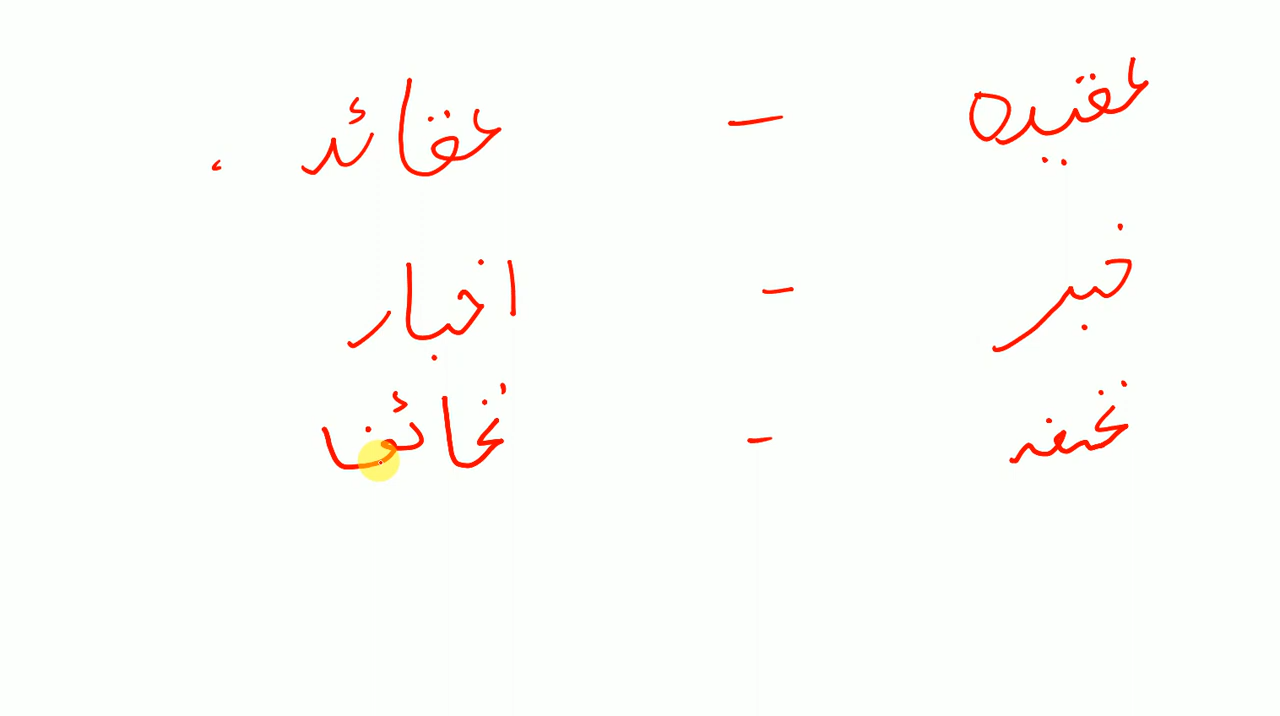 عقیدہ - عقائد
خبر - اخبار
تحفہ - تحائف